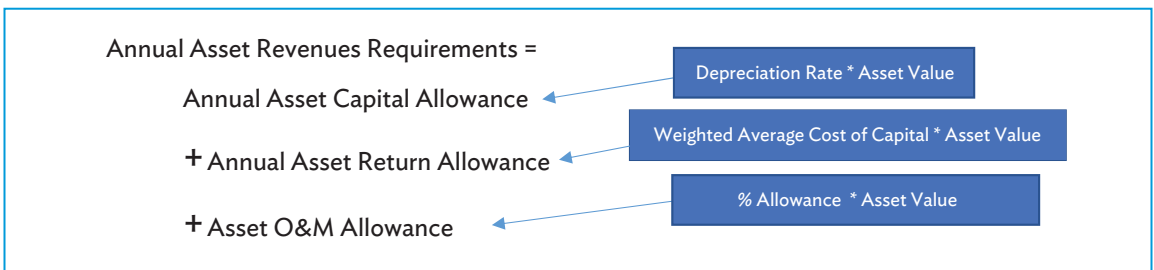 Annual Asset Revenues Requirements =
Depreciation Rate * Asset Value
Annual Asset Capital Allowance
Weighted Average Cost of Capital * Asset Value
+ Annual Asset Return Allowance
% Allowance * Asset Value
+ Asset O&M Allowance